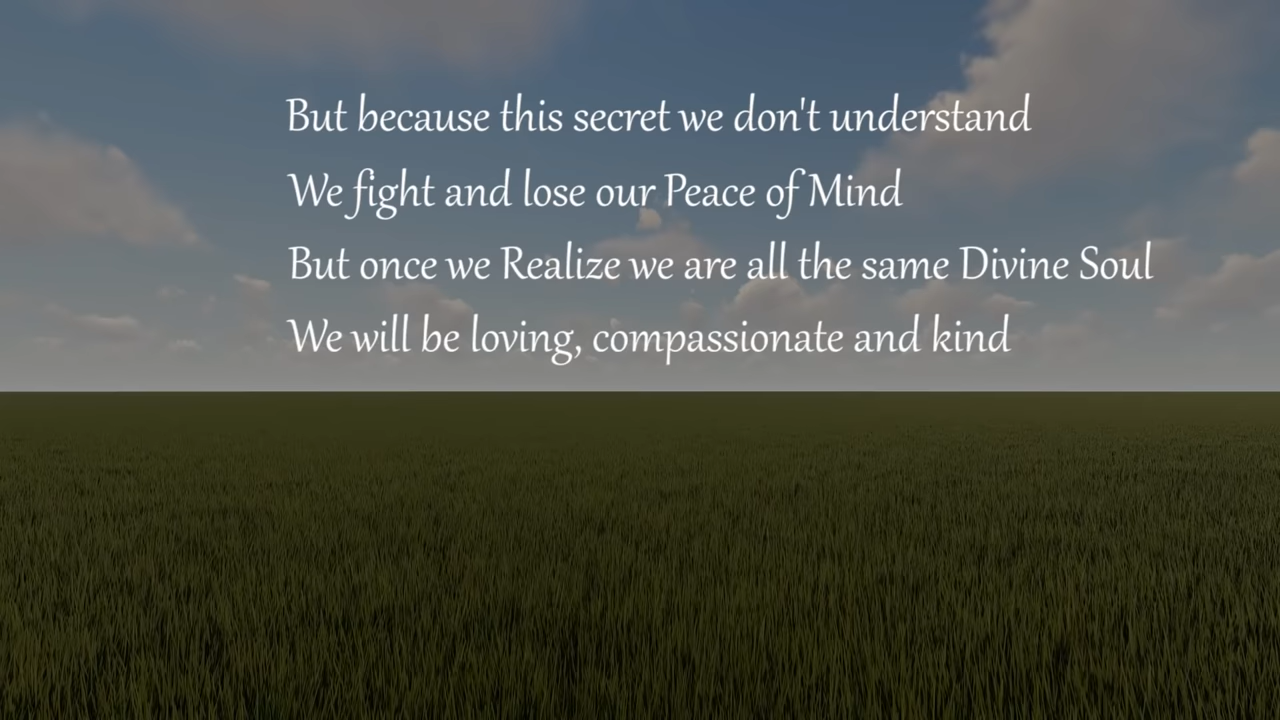 But because this secret we don't understand
We fight and lose our Peace of Mind
But once we Realize we are all the same Divine Soul
We will be loving, compassionate and kind